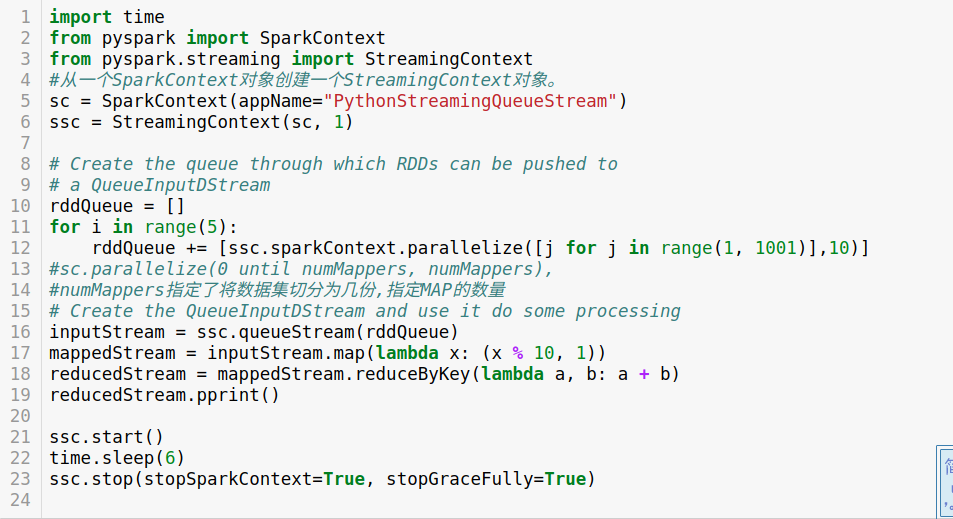 1 import time
2 from pyspark import SparkContext
3 from pyspark.streaming import StreamingContext
4 #从一个SparkContext对象创建一个StreamingContext对象。
5 sc = SparkContext(appName="PythonStreamingQueueStream")
6 ssc = StreamingContext(sc, 1)
7
8 # Create the queue through which RDDs can be pushed to
9 # a QueueInputDStream
10 rddQueue = []
11 for i in range(5):
12     rddQueue += [ssc.sparkContext.parallelize([j for j in range(1, 1001)],10)]
13 #sc.parallelize(0 until numMappers, numMappers),
14 #numMappers指定了将数据集切分为几份,指定MAP的数量
15 # Create the QueueInputDStream and use it do some processing
16 inputStream = ssc.queueStream(rddQueue)
17 mappedStream = inputStream.map(lambda x: (x % 10, 1))
18 reducedStream = mappedStream.reduceByKey(lambda a, b: a + b)
19 reducedStream.pprint()
20
21 ssc.start()
22 time.sleep(6)
23 ssc.stop(stopSparkContext=True, stopGraceFully=True)
24